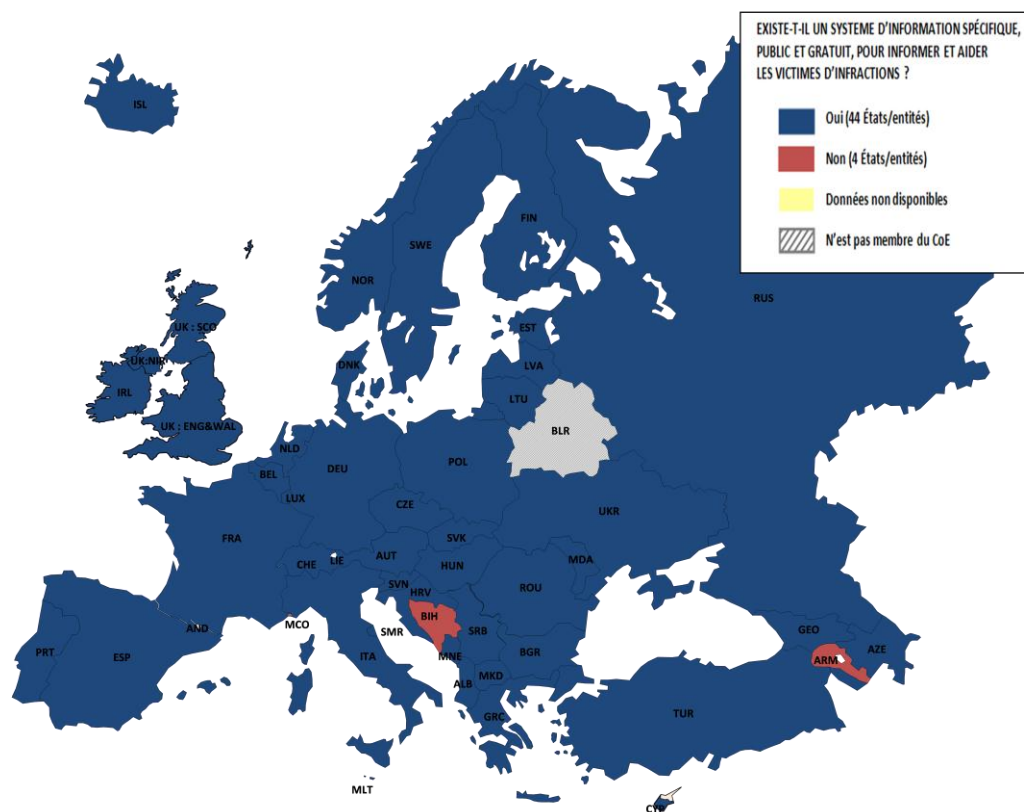 EXISTE-T-IL UN SYSTEME D'INFORMATION SPÉCIFIQUE,
PUBLIC ET GRATUIT, POUR INFORMER ET AIDER
LES VICTIMES D'INFRACTIONS ?
Oui (44 États/entités)
Non (4 États/entités)
Données non disponibles
N'est pas membre du CoE
ISL
FIN
SWE
NOR
RUS
UK : SCO
EST
UK:NIR
DNK
LVA
IRL
LTU
UK : ENG&WAL
BLR
NLD
POL
DEU
BEL
LUX
CZE
UKR
FRA
SVK
AUT
MDA
LIE
CHE
HUN
SVN
ROU
HRV
BIH
MCO
AND
SMR
SRB
GEO
PRT
ESP
ITA
MNE
BGR
AZE
ARM
MKD
ALB
GRC
TUR
MLT
CYP